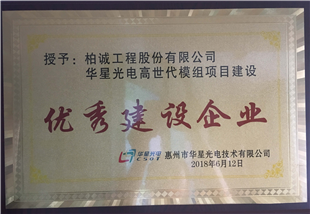 授予：柏诚工程股份有限公司
华星光电高世代模组项目建设
优秀建设企业
华星光电 惠州市华星光电技术有限公司
CSOT
2018年6月12日